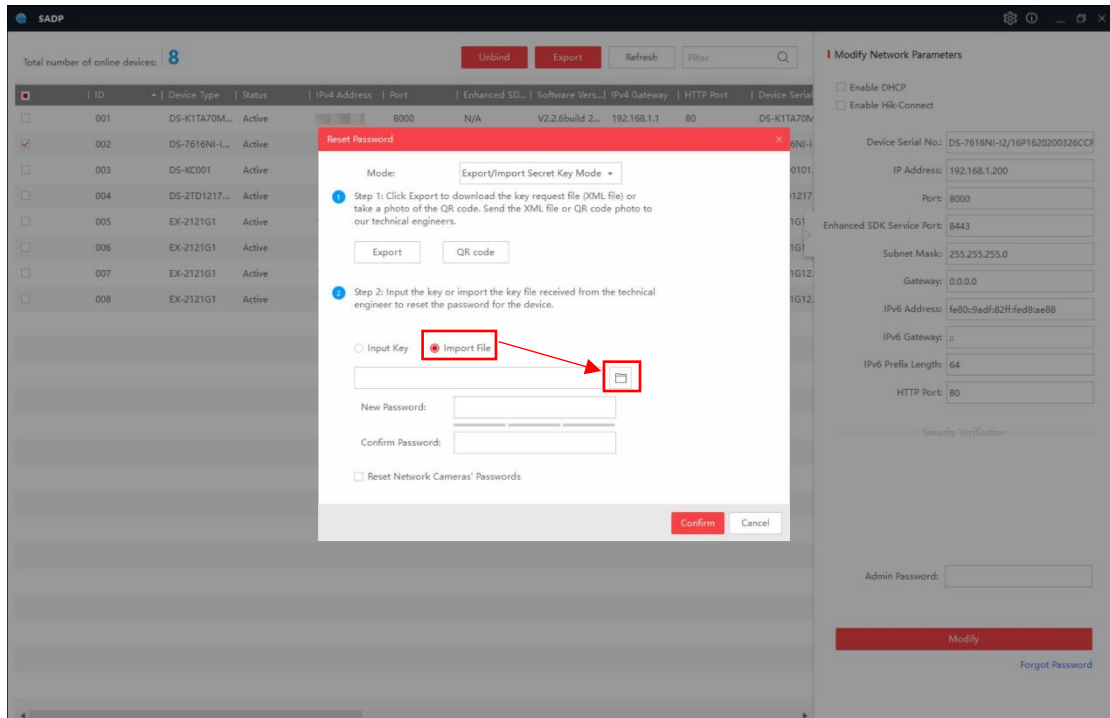 SADP
Total number of online devices: 8
Unbind Export Refresh Filter
ID Device Type Status IPv4 Address Port Enhanced SD... Software Vers... IPv4 Gateway HTTP Port Device Serial
001 DS-K1TA70M... Active 8000 N/A V2.2.6build 2... 192.168.1.1 80 DS-K1TA70M
002 DS-7616NI-I... Active 6NI-I
003 DS-KC001 Active 0101.
004 DS-2TD1217... Active 1217
005 EX-2121G1 Active 1G1
006 EX-2121G1 Active 1G1
007 EX-2121G1 Active 1G12.
008 EX-2121G1 Active 1G12.
Reset Password
Mode: Export/Import Secret Key Mode
1 Step 1: Click Export to download the key request file (XML file) or
take a photo of the QR code. Send the XML file or QR code photo to
our technical engineers.
Export QR code
2 Step 2: Input the key or import the key file received from the technical
engineer to reset the password for the device.
Input Key Import File
New Password:
Confirm Password:
Reset Network Cameras' Passwords
Confirm Cancel
Modify Network Parameters
Enable DHCP
Enable Hik-Connect
Device Serial No.: DS-7616NI-I2/16P1620200326CCF
IP Address: 192.168.1.200
Port: 8000
Enhanced SDK Service Port: 8443
Subnet Mask: 255.255.255.0
Gateway: 0.0.0.0
IPv6 Address: fe80::9adf:82ff:fed8:ae88
IPv6 Gateway: ::
IPv6 Prefix Length: 64
HTTP Port: 80
Security Verification
Admin Password:
Modify
Forgot Password